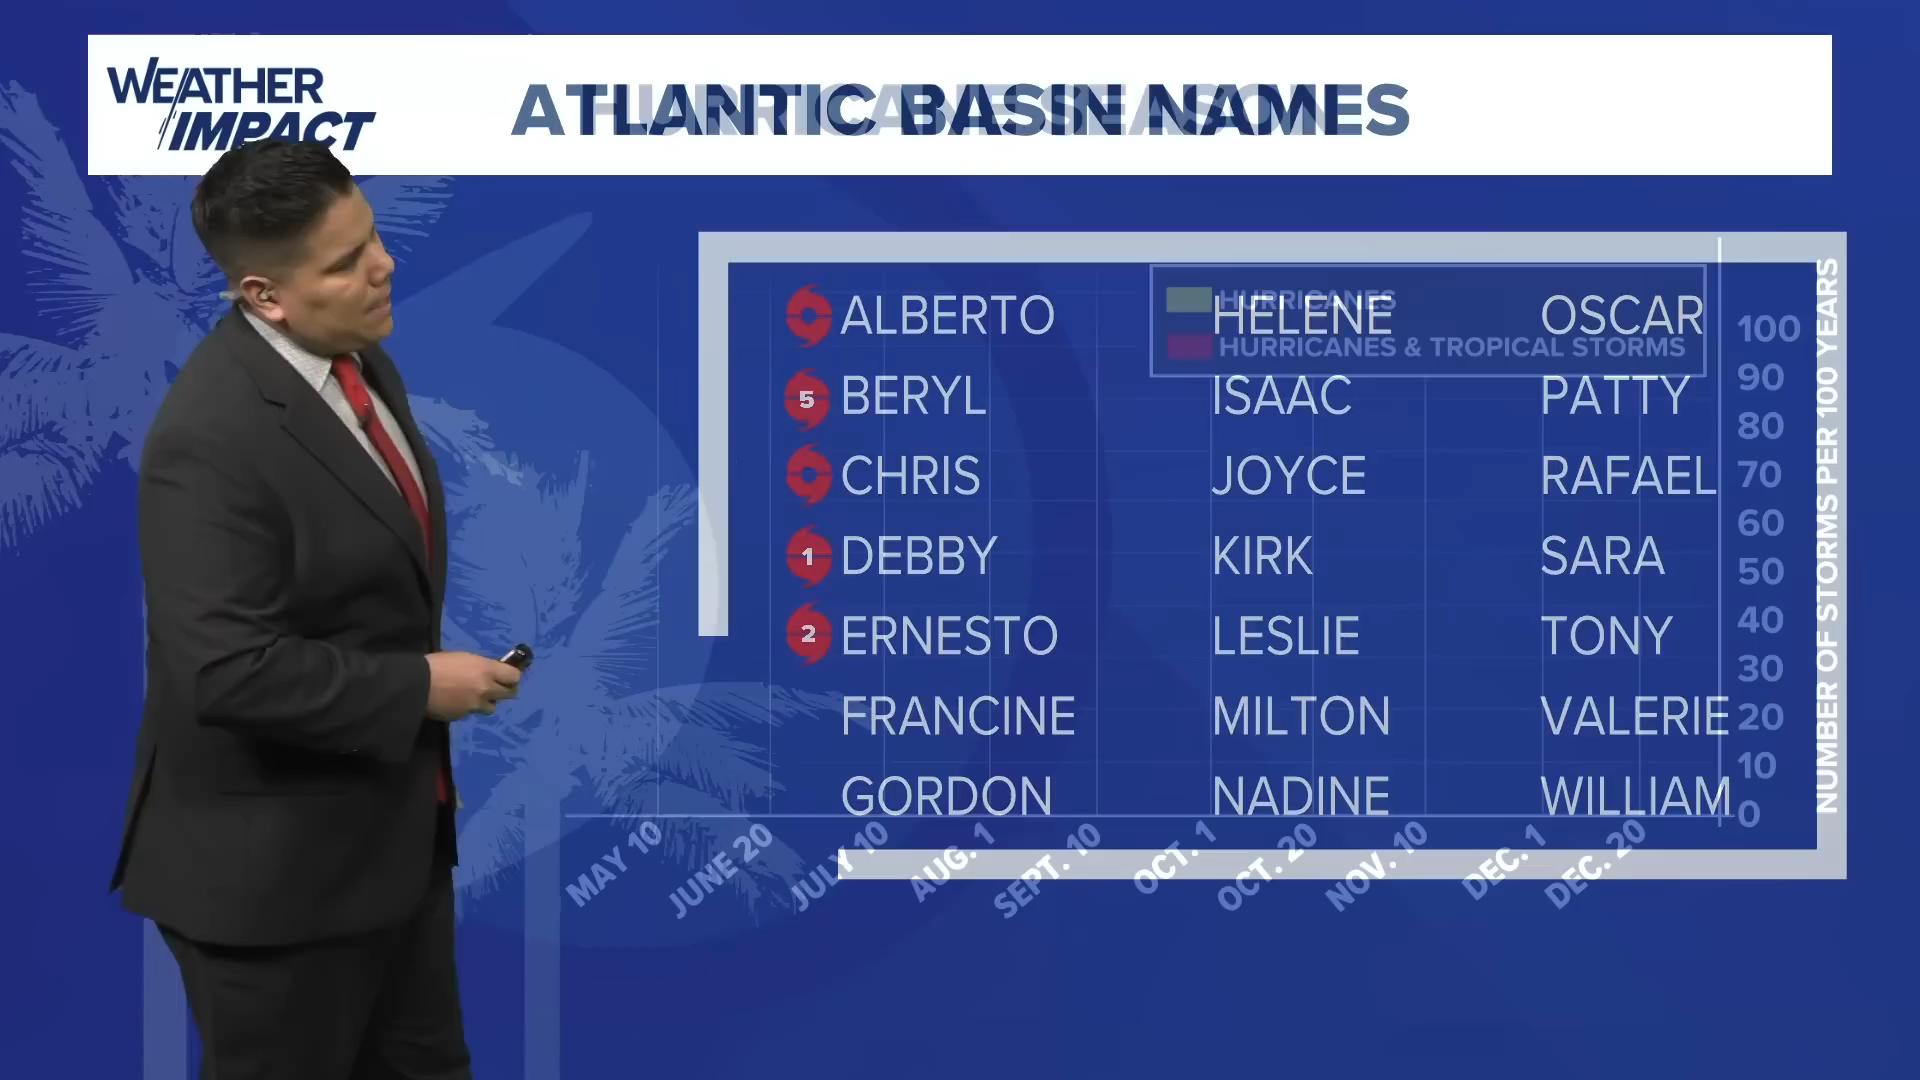 WEATHER
IMPACT
ATLANTIC BASIN NAMES
HURRICANE SEASON
ALBERTO
5 BERYL
CHRIS
1 DEBBY
2 ERNESTO
FRANCINE
GORDON
HELENE
ISAAC
JOYCE
KIRK
LESLIE
MILTON
NADINE
OSCAR
PATTY
RAFAEL
SARA
TONY
VALERIE
WILLIAM
HURRICANES
HURRICANES & TROPICAL STORMS
100
90
80
70
60
50
40
30
20
10
0
NUMBER OF STORMS PER 100 YEARS
MAY 10
JUNE 20
JULY 10
AUG. 1
SEPT. 10
OCT. 1
OCT. 20
NOV. 10
DEC. 1
DEC. 20